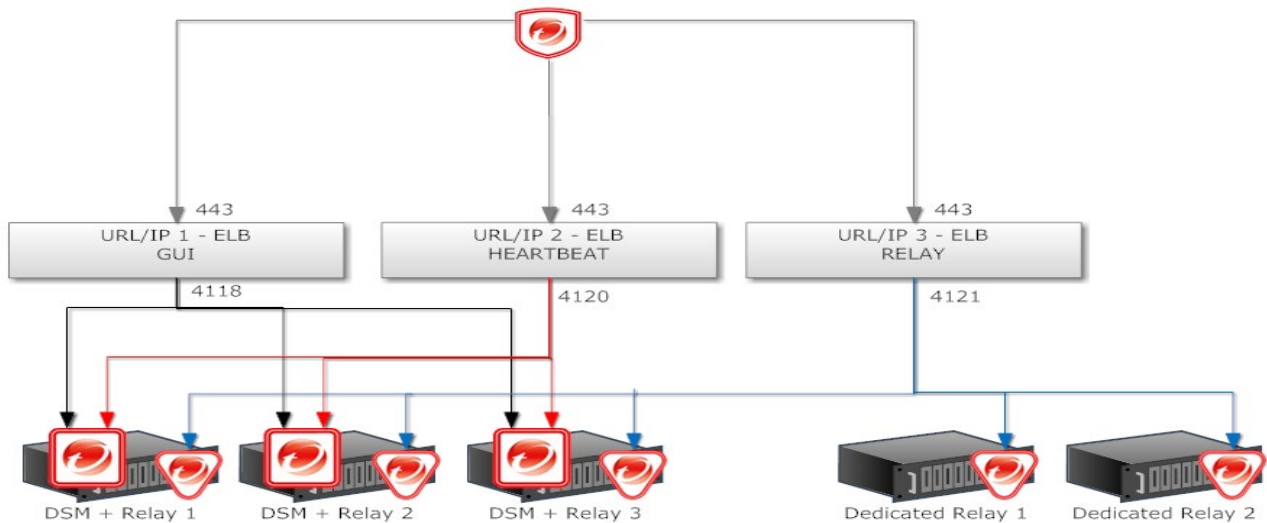 443
443
443
URL/IP 1 - ELB
GUI
URL/IP 2 - ELB
HEARTBEAT
URL/IP 3 - ELB
RELAY
4118
4120
4121
DSM + Relay 1
DSM + Relay 2
DSM + Relay 3
Dedicated Relay 1
Dedicated Relay 2